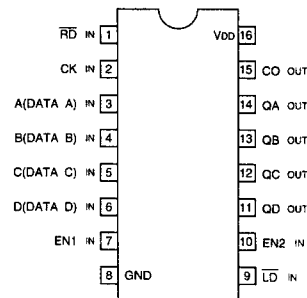 R̅D̅ IN 1 VDD 16
CK IN 2 15 CO OUT
A(DATA A) IN 3 14 QA OUT
B(DATA B) IN 4 13 QB OUT
C(DATA C) IN 5 12 QC OUT
D(DATA D) IN 6 11 QD OUT
EN1 IN 7 10 EN2 IN
8 GND 9 L̅D̅ IN